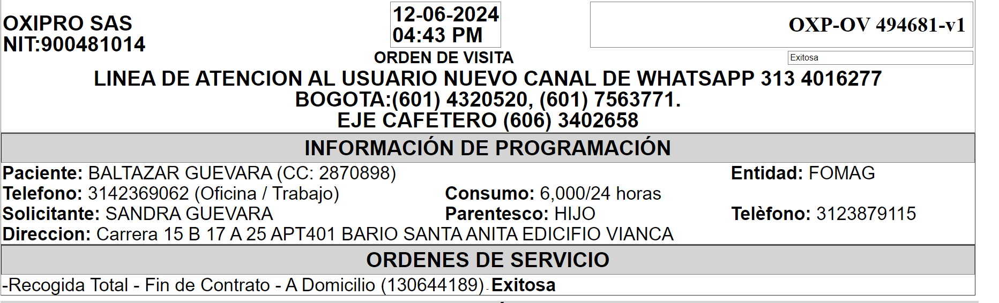 OXIPRO SAS
NIT:900481014
12-06-2024
04:43 PM
OXP-OV 494681-v1
ORDEN DE VISITA
Exitosa
LINEA DE ATENCION AL USUARIO NUEVO CANAL DE WHATSAPP 313 4016277
BOGOTA:(601) 4320520, (601) 7563771.
EJE CAFETERO (606) 3402658
INFORMACIÓN DE PROGRAMACIÓN
Paciente: BALTAZAR GUEVARA (CC: 2870898) Entidad: FOMAG
Telefono: 3142369062 (Oficina / Trabajo) Consumo: 6,000/24 horas
Solicitante: SANDRA GUEVARA Parentesco: HIJO Telèfono: 3123879115
Direccion: Carrera 15 B 17 A 25 APT401 BARIO SANTA ANITA EDICIFIO VIANCA
ORDENES DE SERVICIO
-Recogida Total - Fin de Contrato - A Domicilio (130644189) - Exitosa